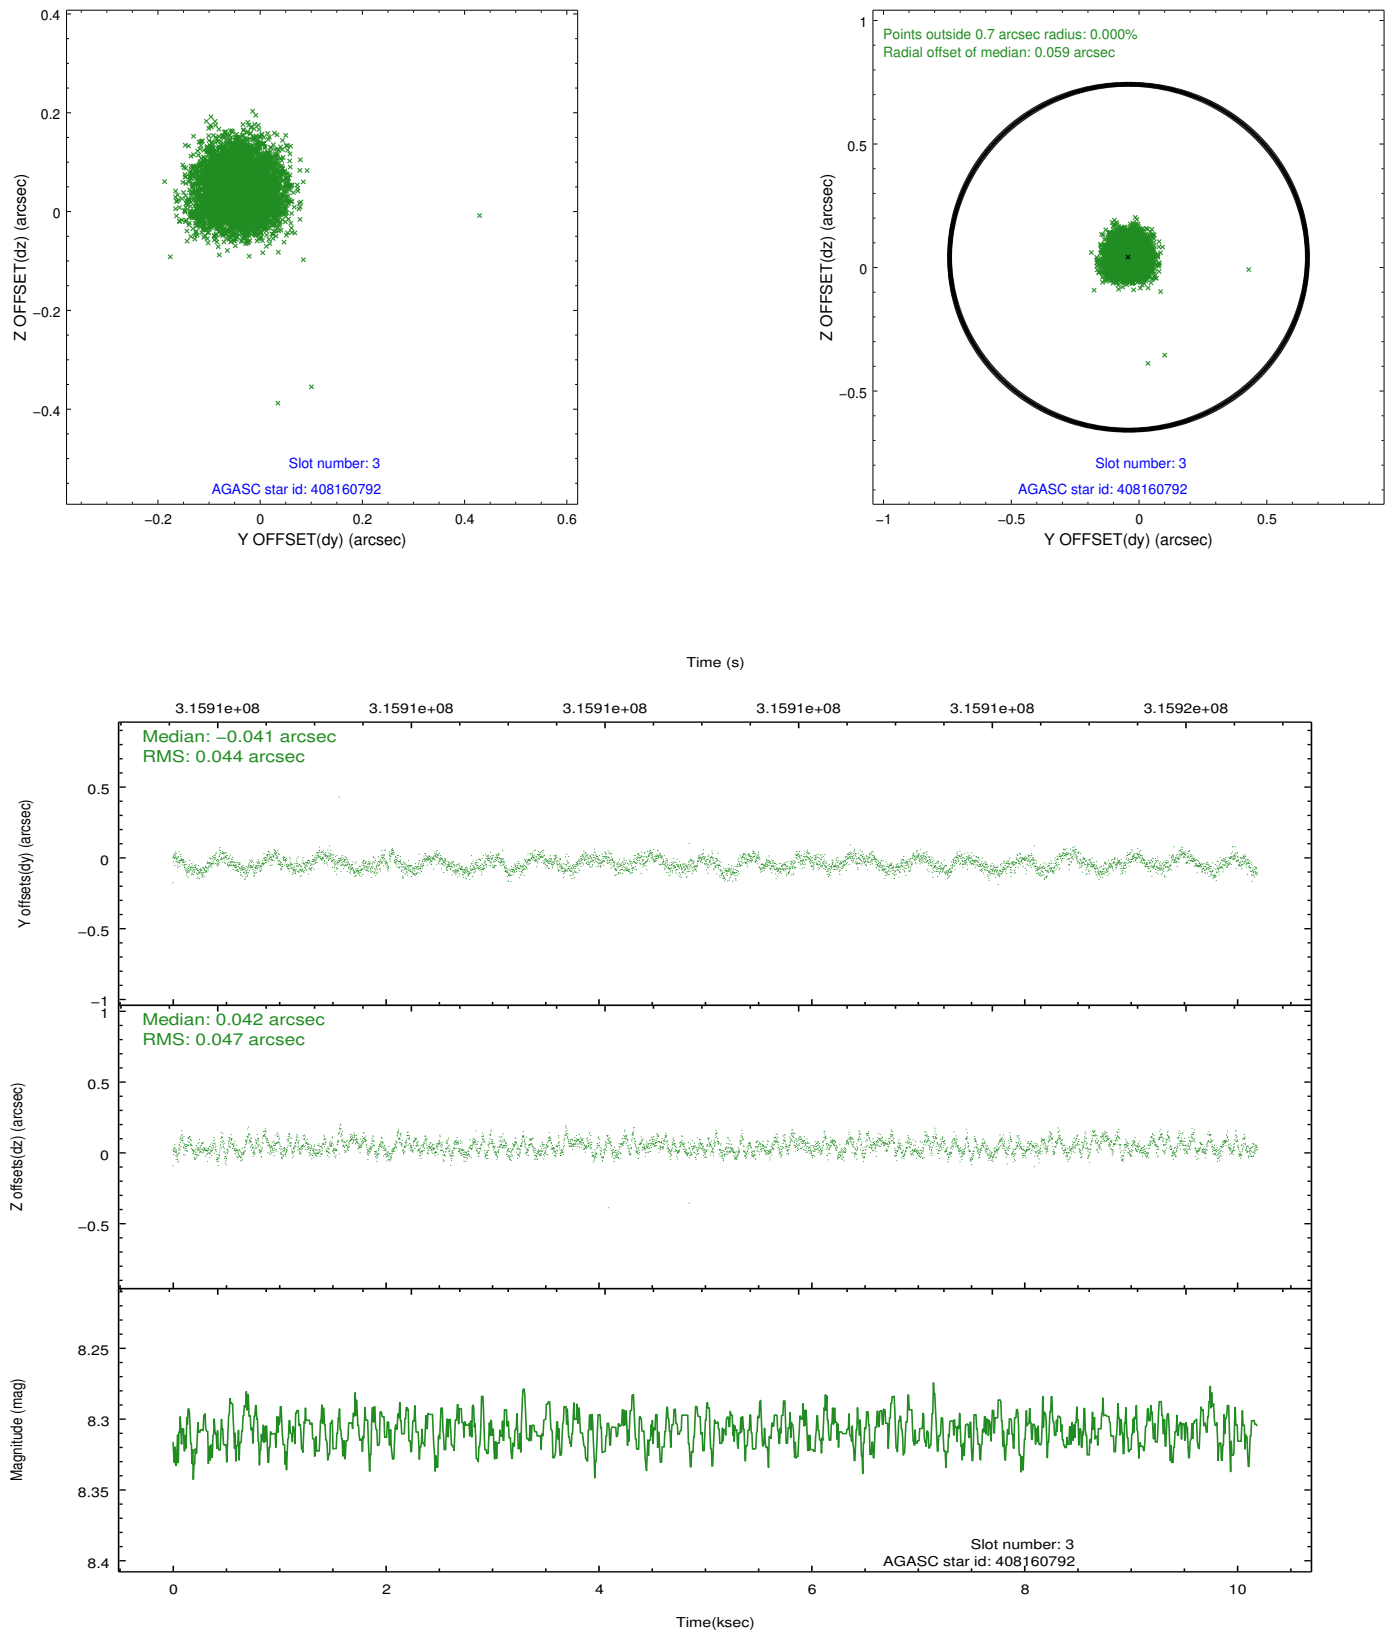 0.4
0.2
0
−0.2
−0.4
Z OFFSET(dz) (arcsec)
Slot number: 3
AGASC star id: 408160792
−0.2
0
0.2
0.4
0.6
Y OFFSET(dy) (arcsec)
1
0.5
0
−0.5
Z OFFSET(dz) (arcsec)
Points outside 0.7 arcsec radius: 0.000%
Radial offset of median: 0.059 arcsec
Slot number: 3
AGASC star id: 408160792
−1
−0.5
0
0.5
Y OFFSET(dy) (arcsec)
Time (s)
3.1591e+08
3.1591e+08
3.1591e+08
3.1591e+08
3.1591e+08
3.1592e+08
Median: −0.041 arcsec
RMS: 0.044 arcsec
0.5
0
−0.5
−1
Y offsets(dy) (arcsec)
Median: 0.042 arcsec
RMS: 0.047 arcsec
1
0.5
0
−0.5
Z offsets(dz) (arcsec)
8.25
8.3
8.35
8.4
Magnitude (mag)
Slot number: 3
AGASC star id: 408160792
0
2
4
6
8
10
Time(ksec)